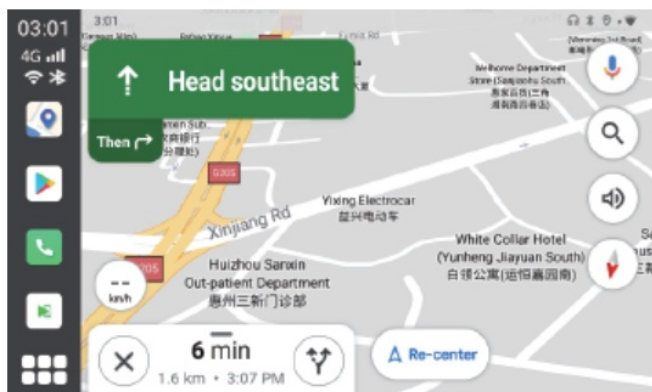 03:01
4G
3:01
Head southeast
Then
G205
Xinjiang Rd
Yixing Electrocar
益兴电动车
Welhome Department
Store (Sanjiaohu South
White Collar Hotel
(Yunheng Jiayuan South)
白领公寓(运恒嘉园南)
Huizhou Sanxin
Out-patient Department
惠州三新门诊部
--
km/h
6 min
1.6 km • 3:07 PM
Re-center